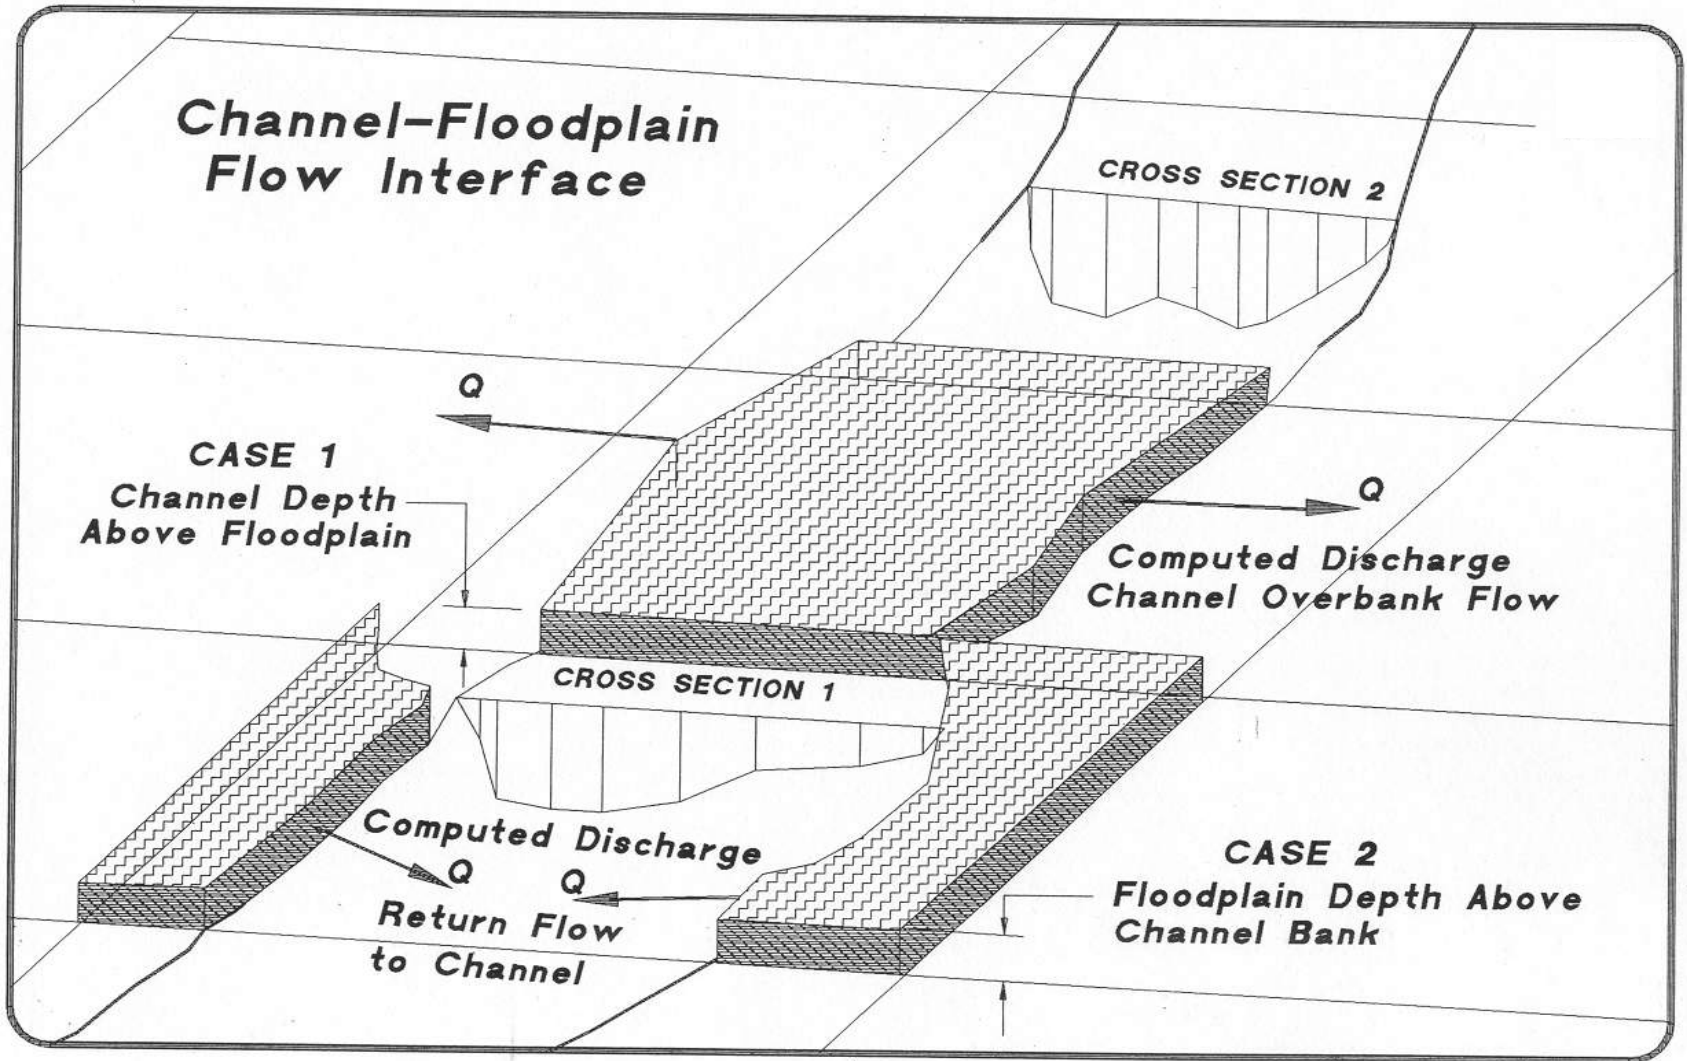 Channel-Floodplain
Flow Interface
CROSS SECTION 2
Q
CASE 1
Channel Depth
Above Floodplain
Q
Computed Discharge
Channel Overbank Flow
CROSS SECTION 1
Computed Discharge
Q
Q
Return Flow
to Channel
CASE 2
Floodplain Depth Above
Channel Bank